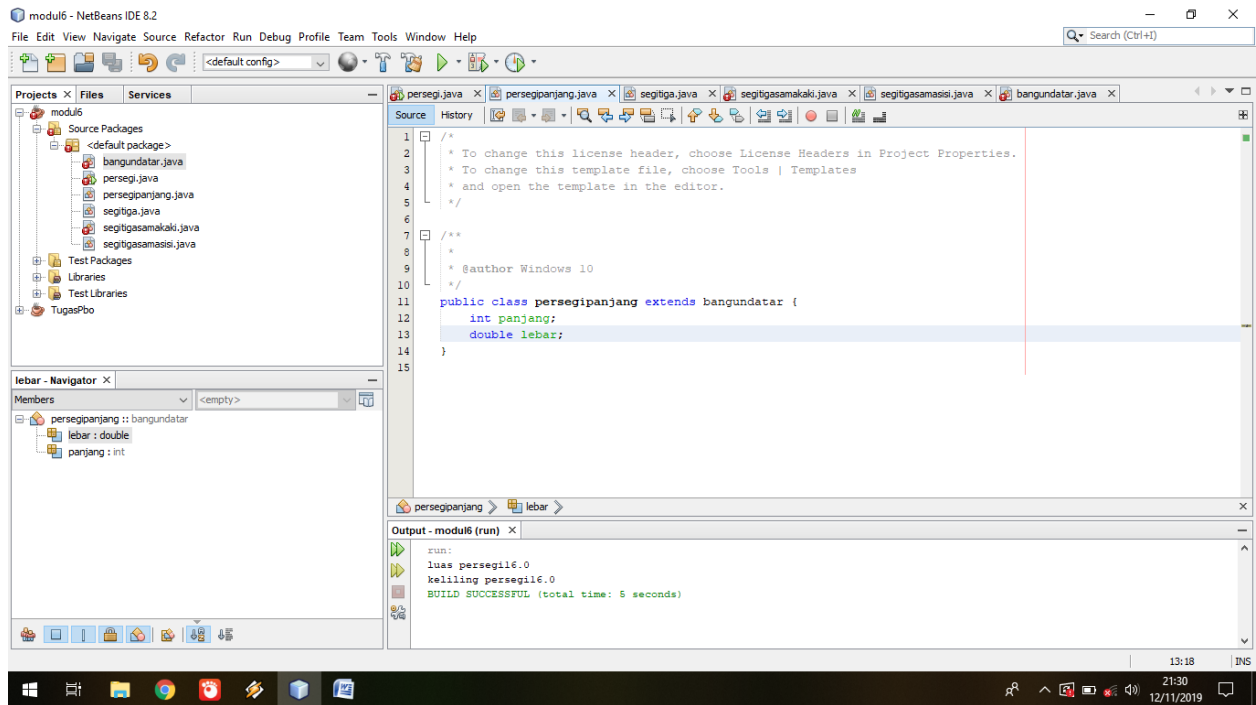 modul6 - NetBeans IDE 8.2
File Edit View Navigate Source Refactor Run Debug Profile Team Tools Window Help
Search (Ctrl+I)
<default config>
Projects Files Services
modul6
Source Packages
<default package>
bangundatar.java
persegi.java
persegipanjang.java
segitiga.java
segitigasamakaki.java
segitigasamasisi.java
Test Packages
Libraries
Test Libraries
TugasPbo
lebar - Navigator
Members <empty>
persegipanjang :: bangundatar
lebar : double
panjang : int
persegi.java persegipanjang.java segitiga.java segitigasamakaki.java segitigasamasisi.java bangundatar.java
Source History
1 /*
2 * To change this license header, choose License Headers in Project Properties.
3 * To change this template file, choose Tools | Templates
4 * and open the template in the editor.
5 */
6
7 /**
8 *
9 * @author Windows 10
10 */
11 public class persegipanjang extends bangundatar {
12 int panjang;
13 double lebar;
14 }
15
persegipanjang lebar
Output - modul6 (run)
run:
luas persegi16.0
keliling persegi16.0
BUILD SUCCESSFUL (total time: 5 seconds)
13:18 INS
21:30
12/11/2019